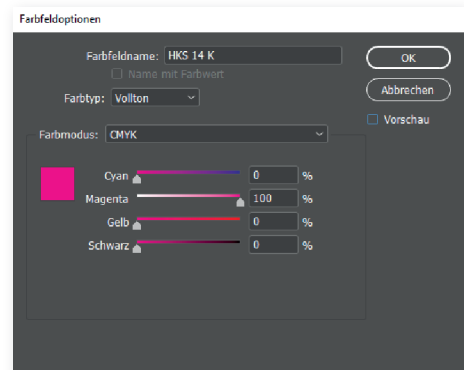 Farbfeldoptionen
Farbfeldname: HKS 14 K
OK
Name mit Farbwert
Farbtyp: Vollton
Abbrechen
Vorschau
Farbmodus: CMYK
Cyan 0 %
Magenta 100 %
Gelb 0 %
Schwarz 0 %